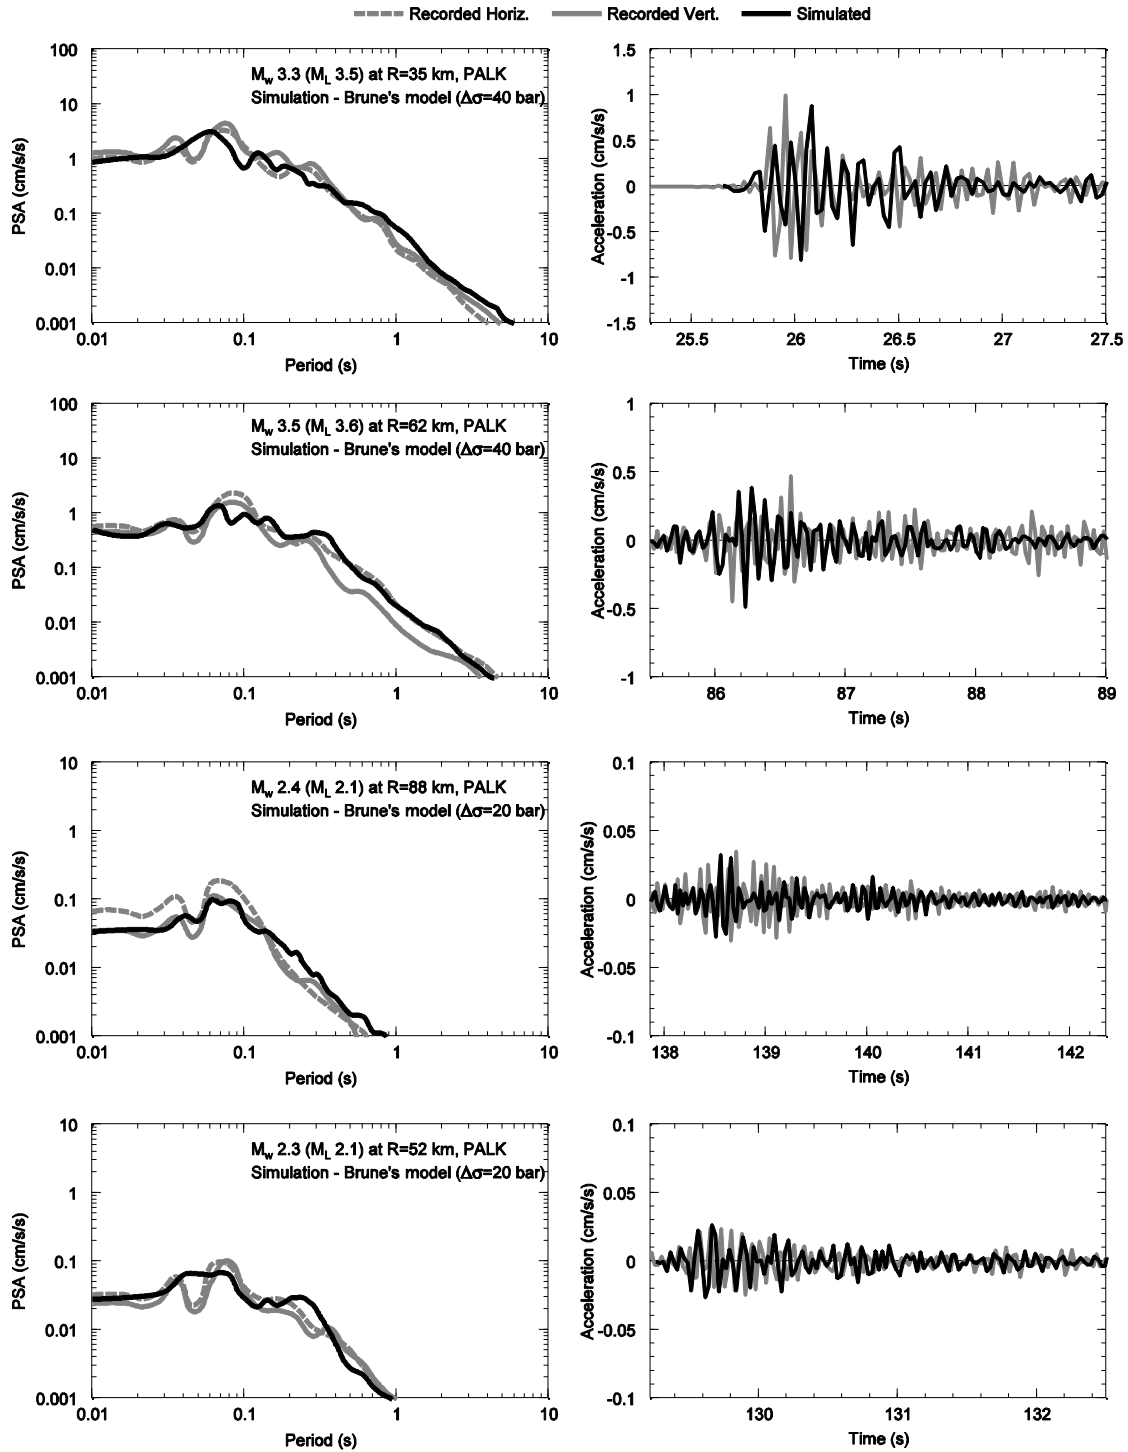 Recorded Horiz. Recorded Vert. Simulated
100
10
1
0.1
0.01
0.001
PSA (cm/s/s)
M_w 3.3 (M_L 3.5) at R=35 km, PALK
Simulation - Brune's model (Δσ=40 bar)
0.01 0.1 1 10
Period (s)
1.5
1
0.5
0
-0.5
-1
-1.5
Acceleration (cm/s/s)
25.5 26 26.5 27 27.5
Time (s)
100
10
1
0.1
0.01
0.001
PSA (cm/s/s)
M_w 3.5 (M_L 3.6) at R=62 km, PALK
Simulation - Brune's model (Δσ=40 bar)
0.01 0.1 1 10
Period (s)
1
0.5
0
-0.5
-1
Acceleration (cm/s/s)
86 87 88 89
Time (s)
10
1
0.1
0.01
0.001
PSA (cm/s/s)
M_w 2.4 (M_L 2.1) at R=88 km, PALK
Simulation - Brune's model (Δσ=20 bar)
0.01 0.1 1 10
Period (s)
0.1
0.05
0
-0.05
-0.1
Acceleration (cm/s/s)
138 139 140 141 142
Time (s)
10
1
0.1
0.01
0.001
PSA (cm/s/s)
M_w 2.3 (M_L 2.1) at R=52 km, PALK
Simulation - Brune's model (Δσ=20 bar)
0.01 0.1 1 10
Period (s)
0.1
0.05
0
-0.05
-0.1
Acceleration (cm/s/s)
130 131 132
Time (s)